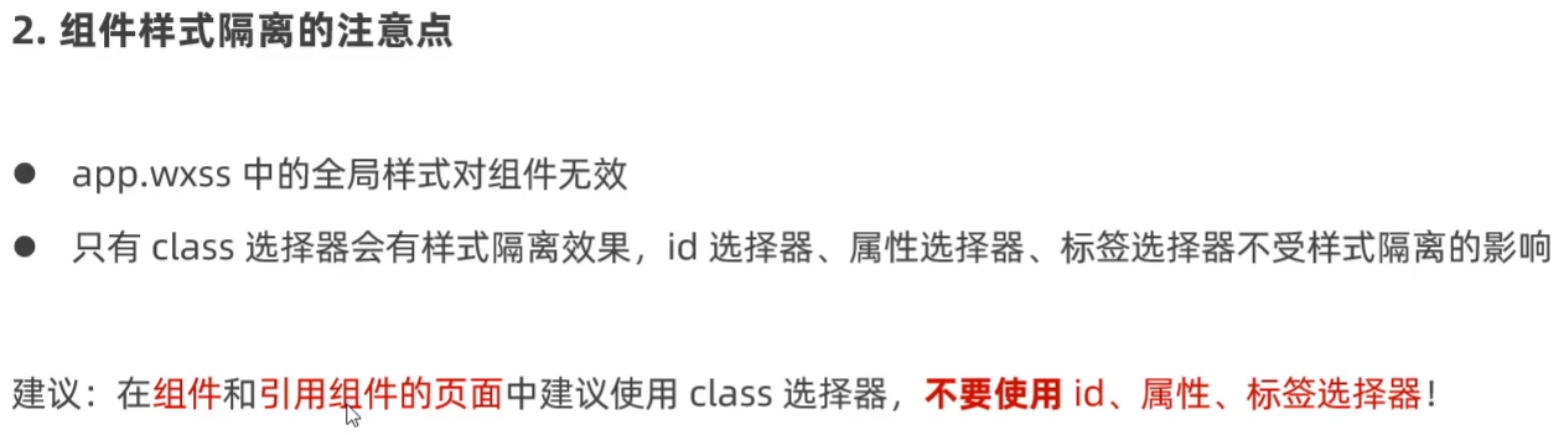 2. 组件样式隔离的注意点
● app.wxss 中的全局样式对组件无效
● 只有 class 选择器会有样式隔离效果，id 选择器、属性选择器、标签选择器不受样式隔离的影响
建议：在组件和引用组件的页面中建议使用 class 选择器，不要使用 id、属性、标签选择器！